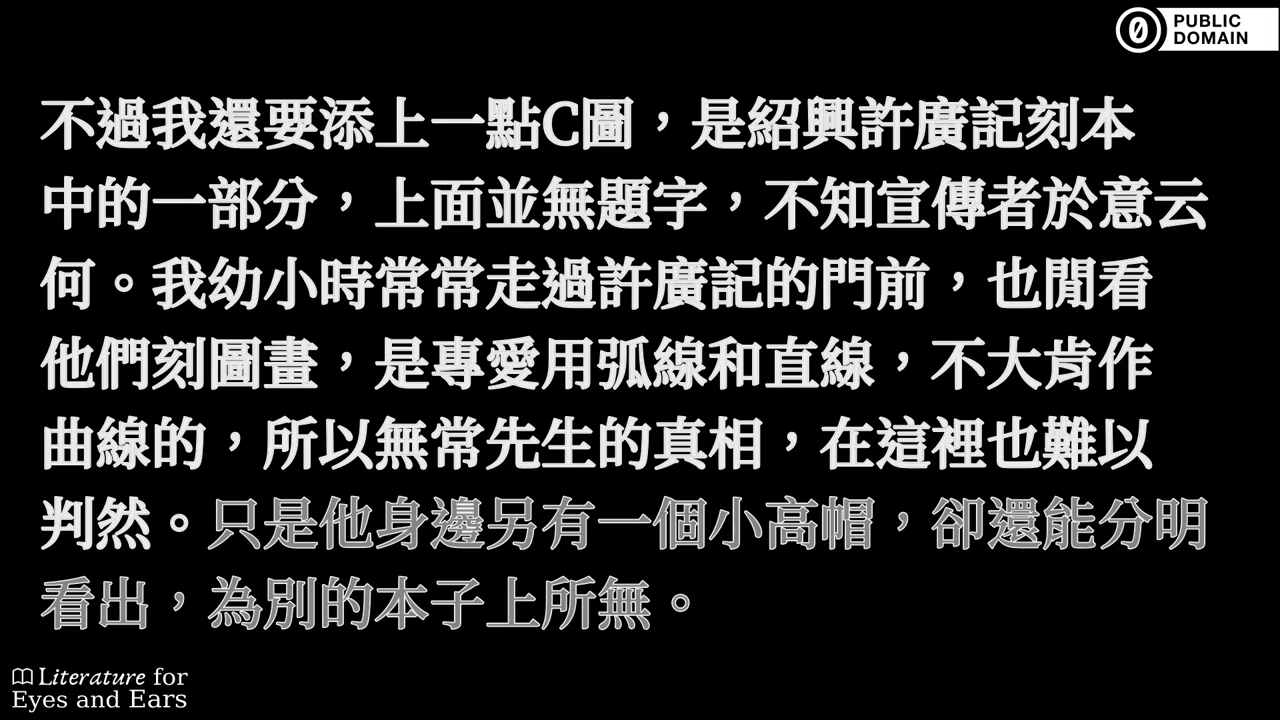 PUBLIC
DOMAIN
不過我還要添上一點C圖，是紹興許廣記刻本
中的一部分，上面並無題字，不知宣傳者於意云
何。我幼小時常常走過許廣記的門前，也閒看
他們刻圖畫，是專愛用弧線和直線，不大肯作
曲線的，所以無常先生的真相，在這裡也難以
判然。只是他身邊另有一個小高帽，卻還能分明
看出，為別的本子上所無。
Literature for
Eyes and Ears